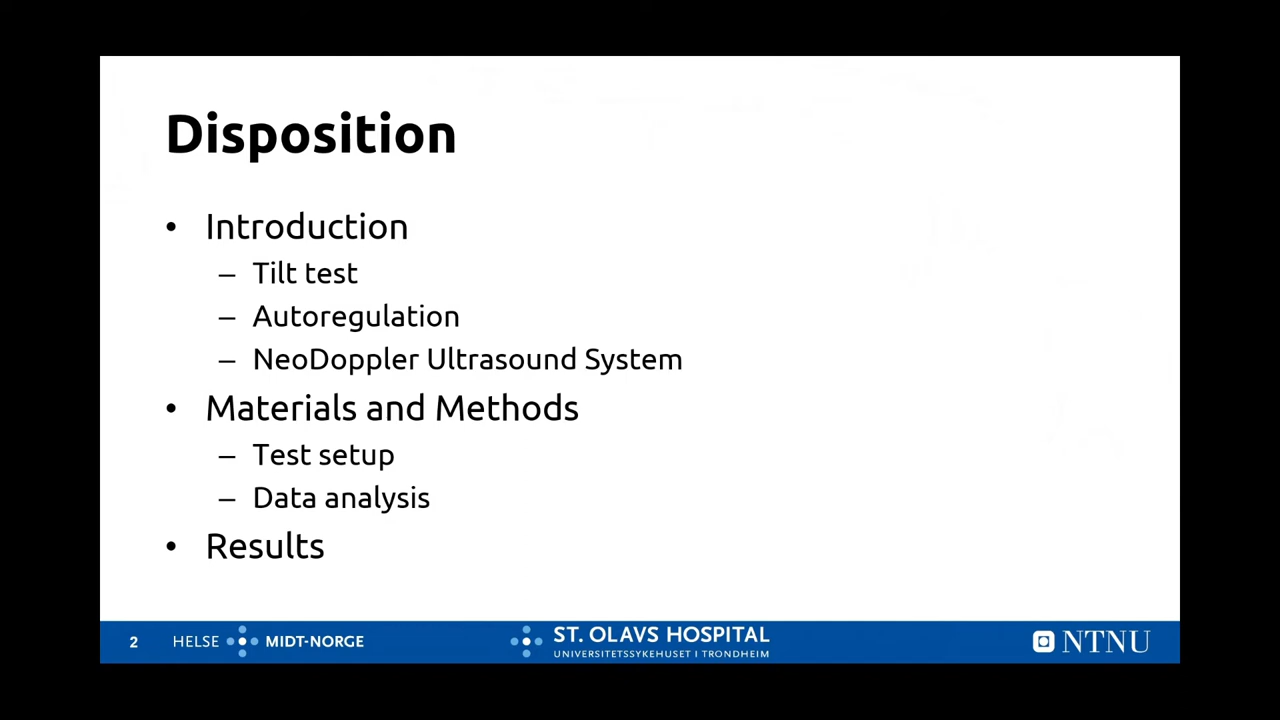 Disposition
• Introduction
– Tilt test
– Autoregulation
– NeoDoppler Ultrasound System
• Materials and Methods
– Test setup
– Data analysis
• Results
2 HELSE MIDT-NORGE
ST. OLAVS HOSPITAL
UNIVERSITETSSYKEHUSET I TRONDHEIM
NTNU